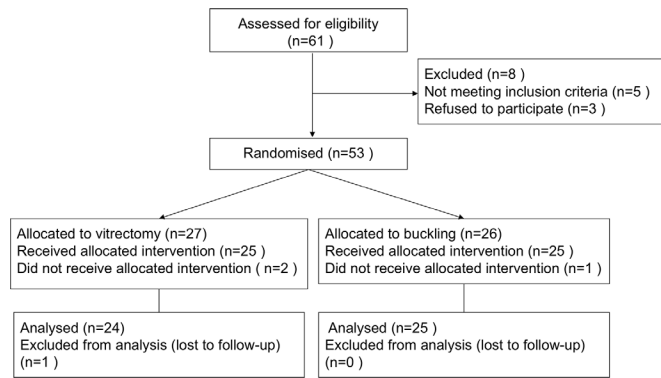 Assessed for eligibility
(n=61 )
Excluded (n=8 )
Not meeting inclusion criteria (n=5 )
Refused to participate (n=3 )
Randomised (n=53 )
Allocated to vitrectomy (n=27)
Received allocated intervention (n=25 )
Did not receive allocated intervention ( n=2 )
Allocated to buckling (n=26)
Received allocated intervention (n=25 )
Did not receive allocated intervention (n=1 )
Analysed (n=24)
Excluded from analysis (lost to follow-up)
(n=1 )
Analysed (n=25 )
Excluded from analysis (lost to follow-up)
(n=0 )